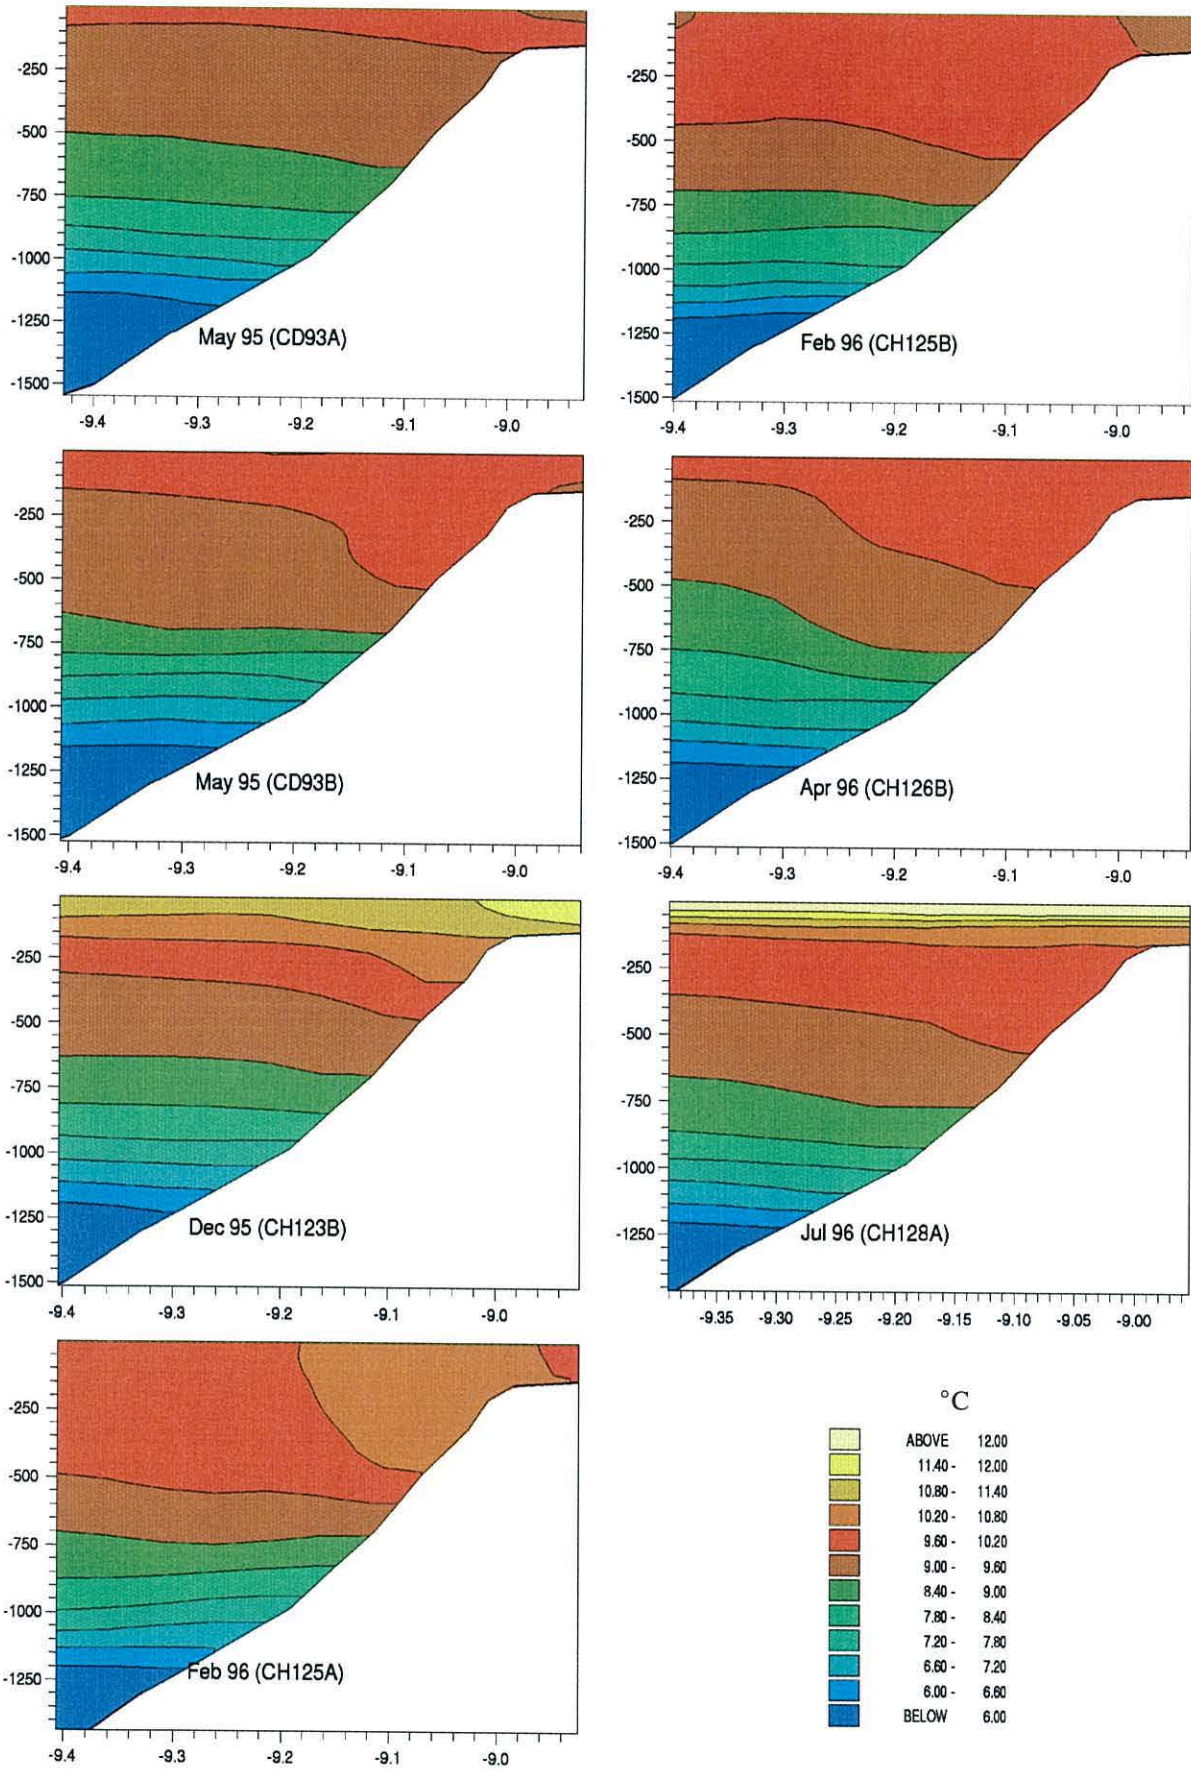 -250
-500
-750
-1000
-1250
-1500
May 95 (CD93A)
-9.4 -9.3 -9.2 -9.1 -9.0
-250
-500
-750
-1000
-1250
-1500
Feb 96 (CH125B)
-9.4 -9.3 -9.2 -9.1 -9.0
-250
-500
-750
-1000
-1250
-1500
May 95 (CD93B)
-9.4 -9.3 -9.2 -9.1 -9.0
-250
-500
-750
-1000
-1250
-1500
Apr 96 (CH126B)
-9.4 -9.3 -9.2 -9.1 -9.0
-250
-500
-750
-1000
-1250
-1500
Dec 95 (CH123B)
-9.4 -9.3 -9.2 -9.1 -9.0
-250
-500
-750
-1000
-1250
Jul 96 (CH128A)
-9.35 -9.30 -9.25 -9.20 -9.15 -9.10 -9.05 -9.00
-250
-500
-750
-1000
-1250
Feb 96 (CH125A)
-9.4 -9.3 -9.2 -9.1 -9.0
°C
ABOVE 12.00
11.40 - 12.00
10.80 - 11.40
10.20 - 10.80
9.60 - 10.20
9.00 - 9.60
8.40 - 9.00
7.80 - 8.40
7.20 - 7.80
6.60 - 7.20
6.00 - 6.60
BELOW 6.00